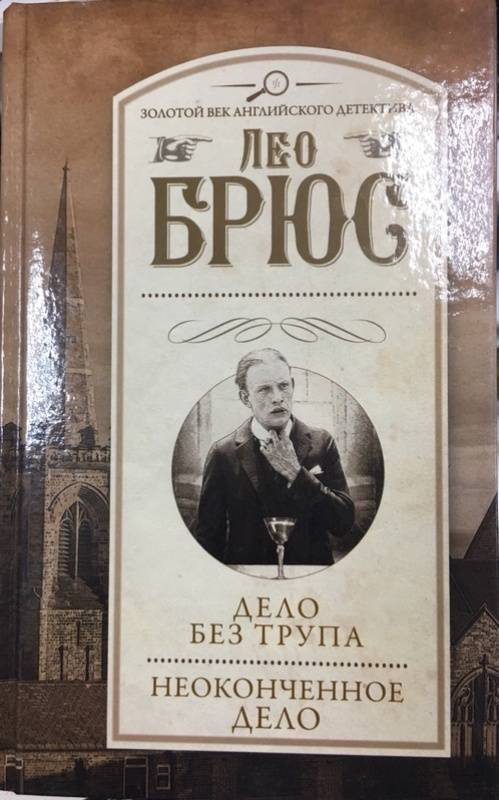 ЗОЛОТОЙ ВЕК АНГЛИЙСКОГО ДЕТЕКТИВА
ЛЕО
БРЮС
ДЕЛО
БЕЗ ТРУПА
НЕОКОНЧЕННОЕ
ДЕЛО